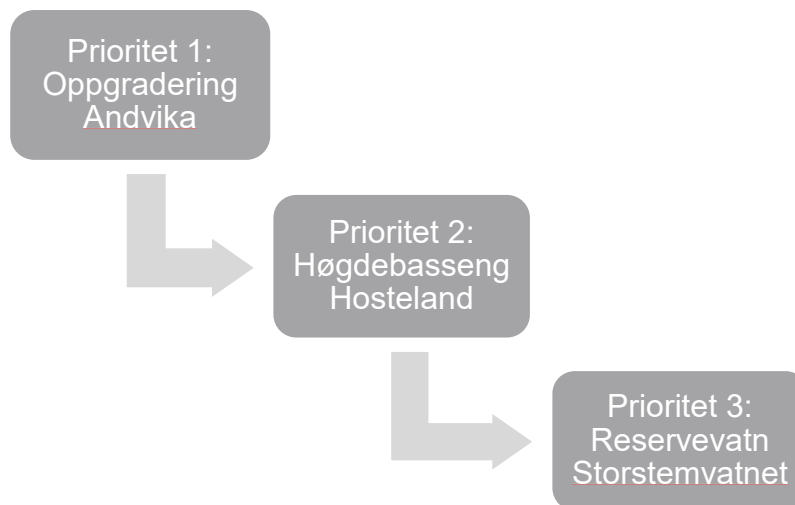 Prioritet 1:
Oppgradering
Andvika
Prioritet 2:
Høgdebasseng
Hosteland
Prioritet 3:
Reservevatn
Storstemvatnet